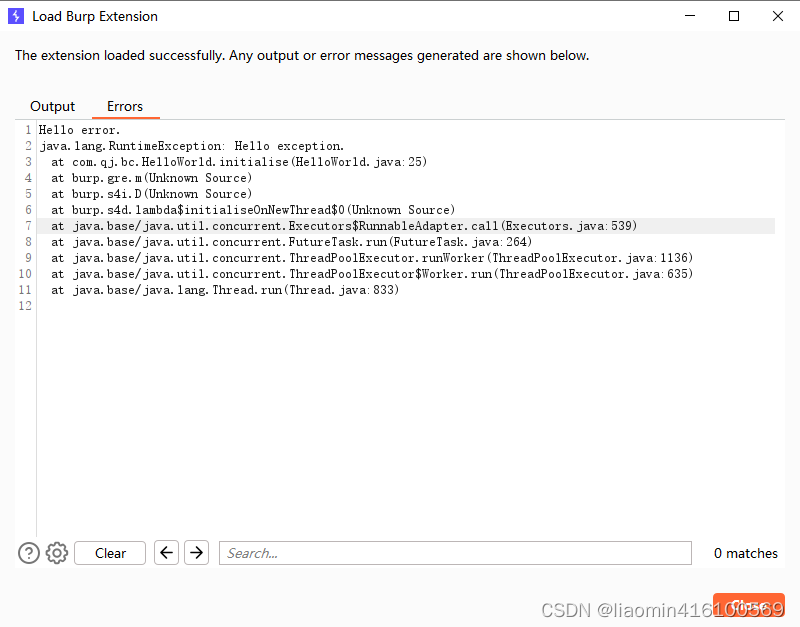 Load Burp Extension
The extension loaded successfully. Any output or error messages generated are shown below.
Output Errors
1 Hello error.
2 java.lang.RuntimeException: Hello exception.
3 at com.qj.bc.HelloWorld.initialise(HelloWorld.java:25)
4 at burp.gre.m(Unknown Source)
5 at burp.s4i.D(Unknown Source)
6 at burp.s4d.lambda$initialiseOnNewThread$0(Unknown Source)
7 at java.base/java.util.concurrent.Executors$RunnableAdapter.call(Executors.java:539)
8 at java.base/java.util.concurrent.FutureTask.run(FutureTask.java:264)
9 at java.base/java.util.concurrent.ThreadPoolExecutor.runWorker(ThreadPoolExecutor.java:1136)
10 at java.base/java.util.concurrent.ThreadPoolExecutor$Worker.run(ThreadPoolExecutor.java:635)
11 at java.base/java.lang.Thread.run(Thread.java:833)
12
? Clear Search... 0 matches
Close
CSDN @liaomin416100569